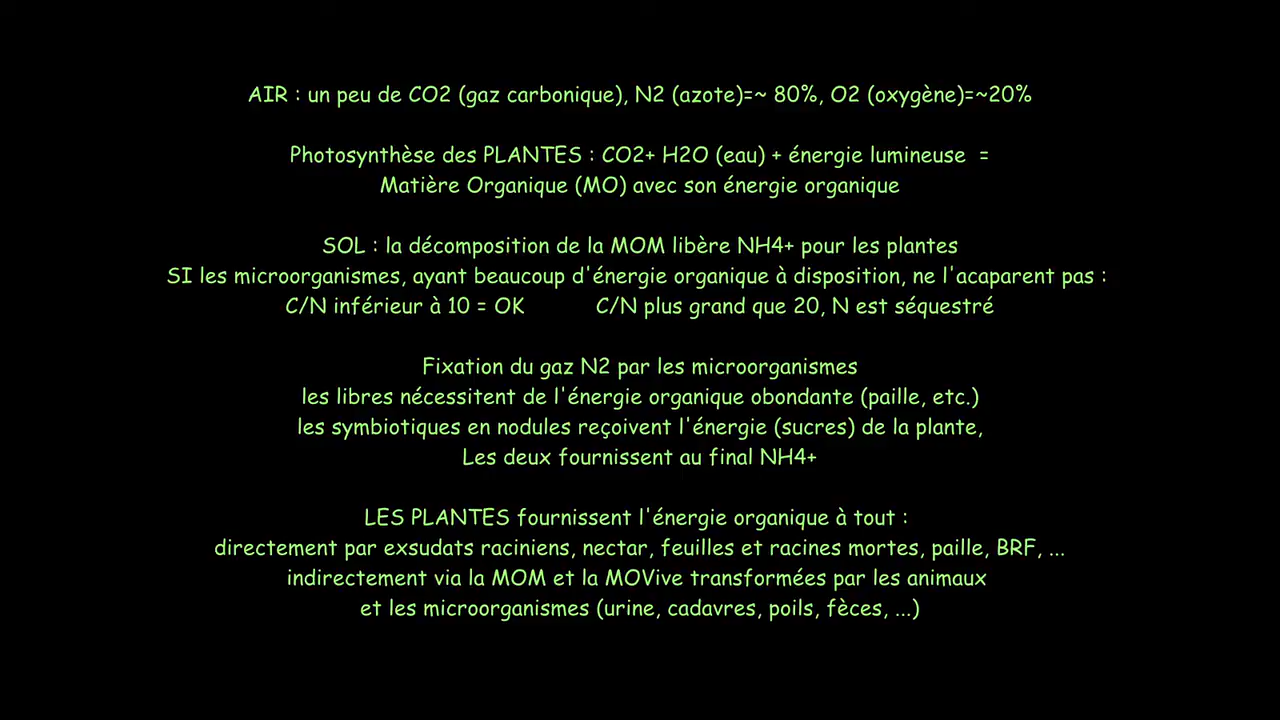 AIR : un peu de CO2 (gaz carbonique), N2 (azote)=~ 80%, O2 (oxygène)=~20%
Photosynthèse des PLANTES : CO2+ H2O (eau) + énergie lumineuse =
Matière Organique (MO) avec son énergie organique
SOL : la décomposition de la MOM libère NH4+ pour les plantes
SI les microorganismes, ayant beaucoup d'énergie organique à disposition, ne l'acaparent pas :
C/N inférieur à 10 = OK C/N plus grand que 20, N est séquestré
Fixation du gaz N2 par les microorganismes
les libres nécessitent de l'énergie organique obondante (paille, etc.)
les symbiotiques en nodules reçoivent l'énergie (sucres) de la plante,
Les deux fournissent au final NH4+
LES PLANTES fournissent l'énergie organique à tout :
directement par exsudats raciniens, nectar, feuilles et racines mortes, paille, BRF, ...
indirectement via la MOM et la MOVive transformées par les animaux
et les microorganismes (urine, cadavres, poils, fèces, ...)